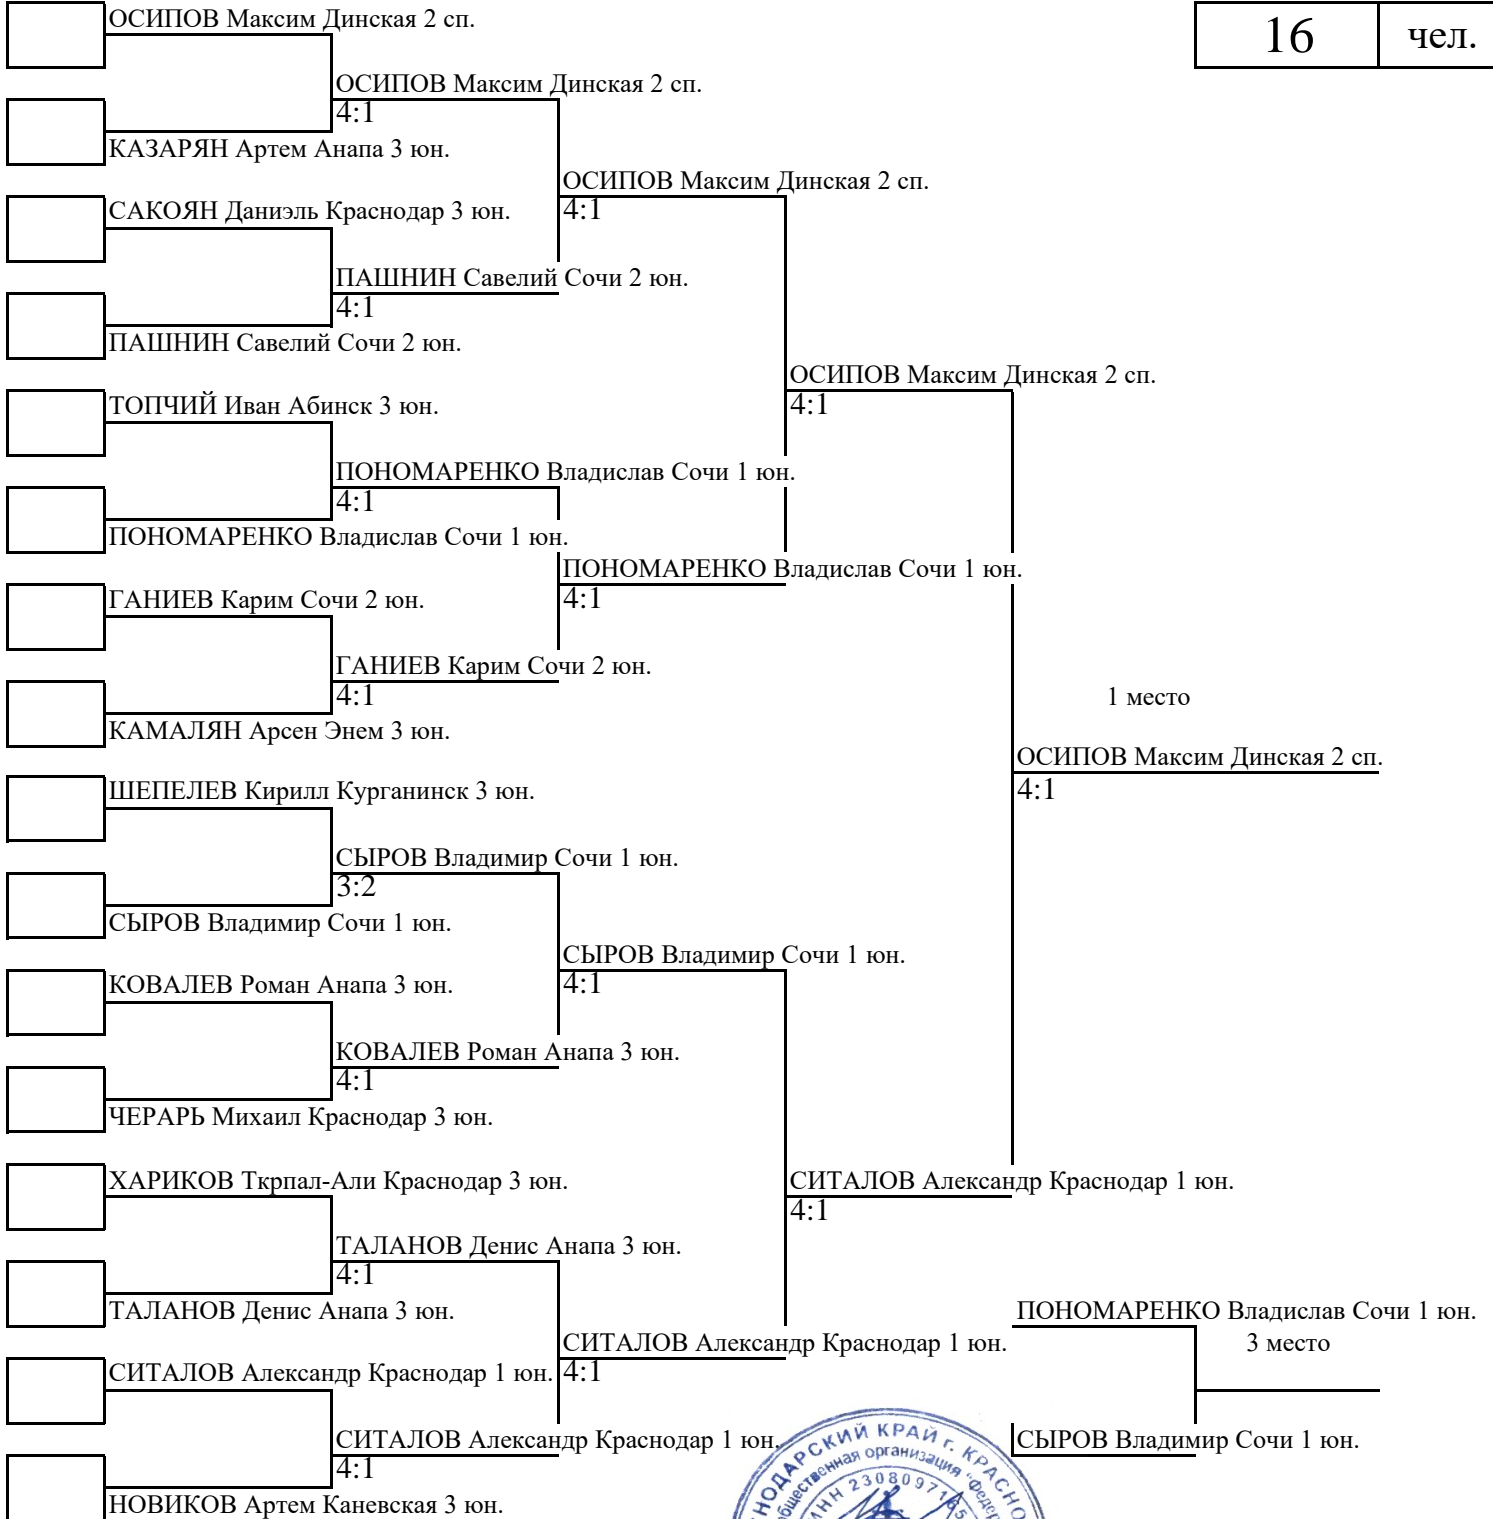 ОСИПОВ Максим Динская 2 сп.
16 чел.
ОСИПОВ Максим Динская 2 сп.
4:1
КАЗАРЯН Артем Анапа 3 юн.
ОСИПОВ Максим Динская 2 сп.
4:1
САКОЯН Даниэль Краснодар 3 юн.
ПАШНИН Савелий Сочи 2 юн.
4:1
ПАШНИН Савелий Сочи 2 юн.
ОСИПОВ Максим Динская 2 сп.
4:1
ТОПЧИЙ Иван Абинск 3 юн.
ПОНОМАРЕНКО Владислав Сочи 1 юн.
4:1
ПОНОМАРЕНКО Владислав Сочи 1 юн.
ПОНОМАРЕНКО Владислав Сочи 1 юн.
4:1
ГАНИЕВ Карим Сочи 2 юн.
ГАНИЕВ Карим Сочи 2 юн.
4:1
1 место
КАМАЛЯН Арсен Энем 3 юн.
ОСИПОВ Максим Динская 2 сп.
4:1
ШЕПЕЛЕВ Кирилл Курганинск 3 юн.
СЫРОВ Владимир Сочи 1 юн.
3:2
СЫРОВ Владимир Сочи 1 юн.
СЫРОВ Владимир Сочи 1 юн.
4:1
КОВАЛЕВ Роман Анапа 3 юн.
КОВАЛЕВ Роман Анапа 3 юн.
4:1
ЧЕРАРЬ Михаил Краснодар 3 юн.
ХАРИКОВ Ткрпал-Али Краснодар 3 юн.
СИТАЛОВ Александр Краснодар 1 юн.
4:1
ТАЛАНОВ Денис Анапа 3 юн.
4:1
ТАЛАНОВ Денис Анапа 3 юн.
ПОНОМАРЕНКО Владислав Сочи 1 юн.
СИТАЛОВ Александр Краснодар 1 юн.
4:1
3 место
СИТАЛОВ Александр Краснодар 1 юн.
СИТАЛОВ Александр Краснодар 1 юн.
4:1
СЫРОВ Владимир Сочи 1 юн.
НОВИКОВ Артем Каневская 3 юн.
КРАЙ г.
организация
ИНН